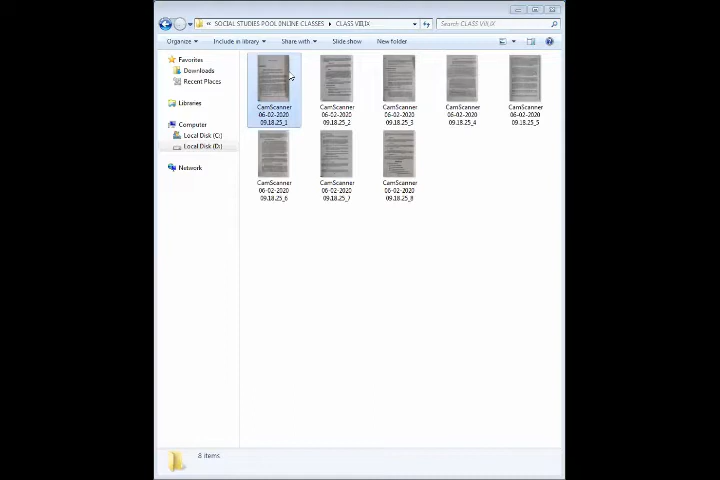 « SOCIAL STUDIES POOL ONLINE CLASSES ▸ CLASS VIII,IX
Search CLASS VIII,IX
Organize Include in library Share with Slide show New folder
Favorites
Downloads
Recent Places
Libraries
Computer
Local Disk (C:)
Local Disk (D:)
Network
CamScanner 06-02-2020 09.18.25_1
CamScanner 06-02-2020 09.18.25_2
CamScanner 06-02-2020 09.18.25_3
CamScanner 06-02-2020 09.18.25_4
CamScanner 06-02-2020 09.18.25_5
CamScanner 06-02-2020 09.18.25_6
CamScanner 06-02-2020 09.18.25_7
CamScanner 06-02-2020 09.18.25_8
8 items